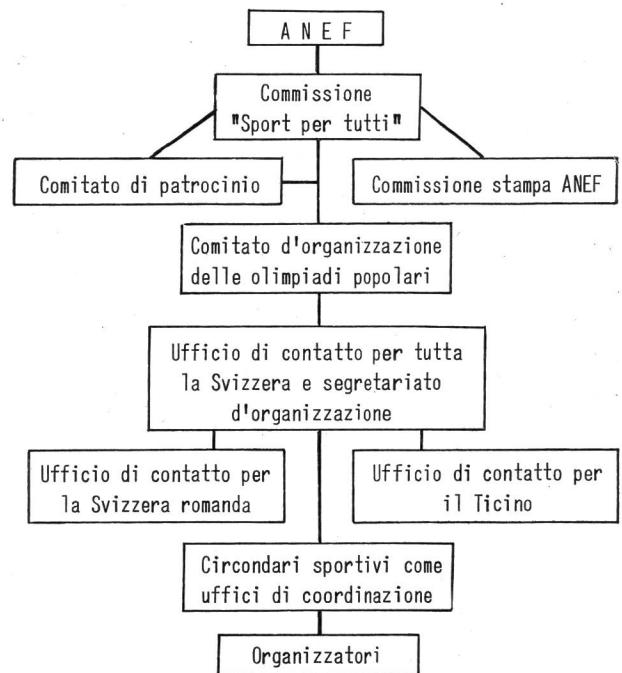 A N E F
Commissione
"Sport per tutti"
Comitato di patrocinio
Commissione stampa ANEF
Comitato d'organizzazione
delle olimpiadi popolari
Ufficio di contatto per tutta
la Svizzera e segretariato
d'organizzazione
Ufficio di contatto per
la Svizzera romanda
Ufficio di contatto per
il Ticino
Circondari sportivi come
uffici di coordinazione
Organizzatori